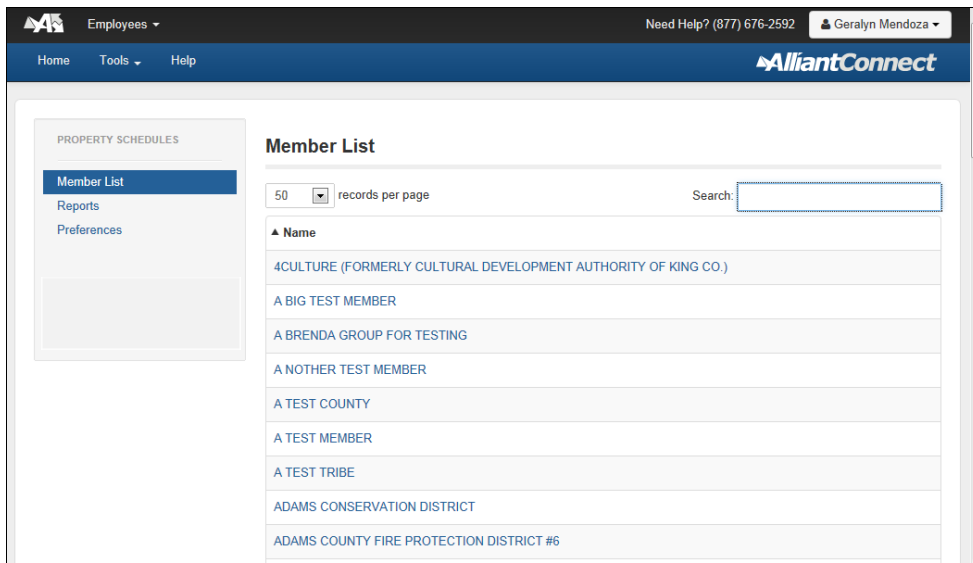 Employees
Need Help? (877) 676-2592
Geralyn Mendoza
Home Tools Help
AlliantConnect
PROPERTY SCHEDULES
Member List
Reports
Preferences
Member List
50 records per page
Search:
Name
4CULTURE (FORMERLY CULTURAL DEVELOPMENT AUTHORITY OF KING CO.)
A BIG TEST MEMBER
A BRENDA GROUP FOR TESTING
A NOTHER TEST MEMBER
A TEST COUNTY
A TEST MEMBER
A TEST TRIBE
ADAMS CONSERVATION DISTRICT
ADAMS COUNTY FIRE PROTECTION DISTRICT #6